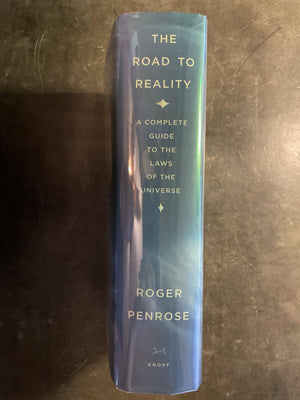 THE
ROAD TO
REALITY
A COMPLETE
GUIDE
TO THE
LAWS
OF THE
UNIVERSE
ROGER
PENROSE
KNOPF